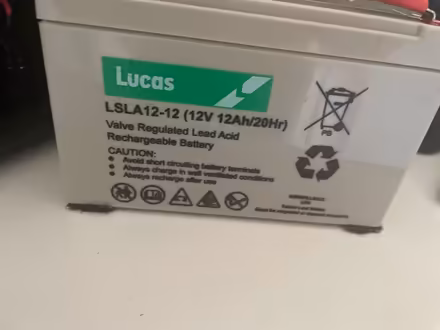 Lucas
LSLA12-12 (12V 12Ah/20Hr)
Valve Regulated Lead Acid
Rechargeable Battery
CAUTION:
● Avoid short circuiting battery terminals
● Always charge in well ventilated conditions
● Always recharge after use
Pb